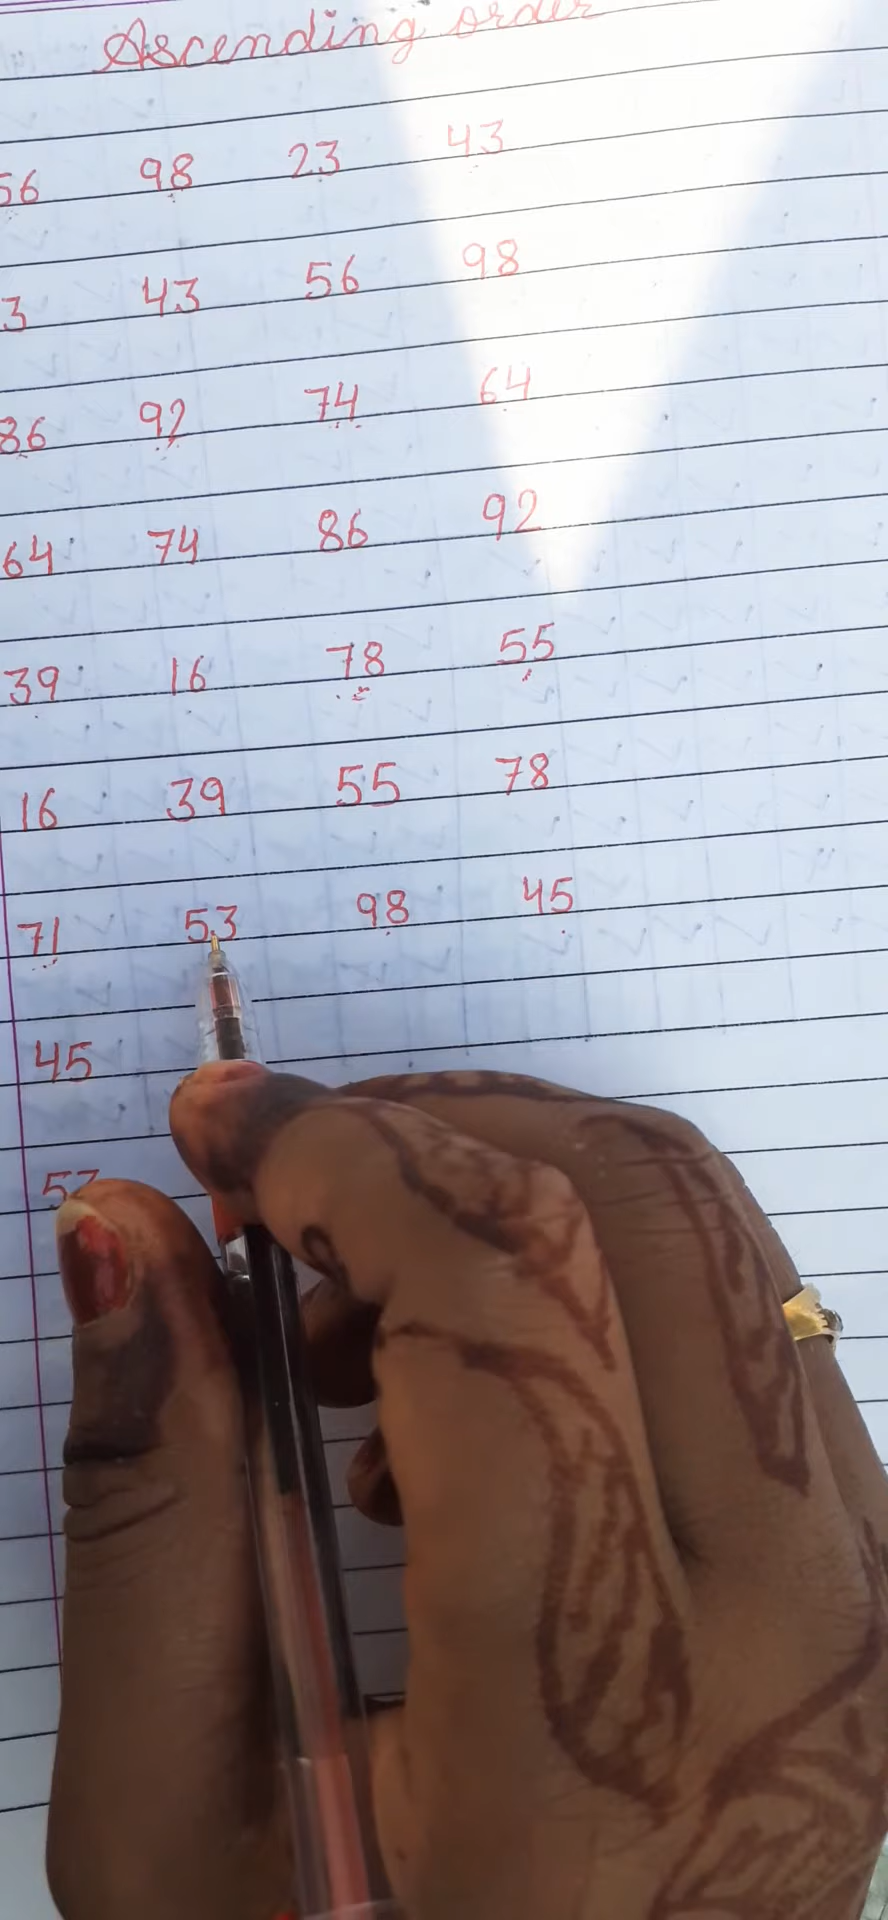 Ascending order
56 98 23 43
3 43 56 98
86 92 74 64
64 74 86 92
39 16 78 55
16 39 55 78
71 53 98 45
45